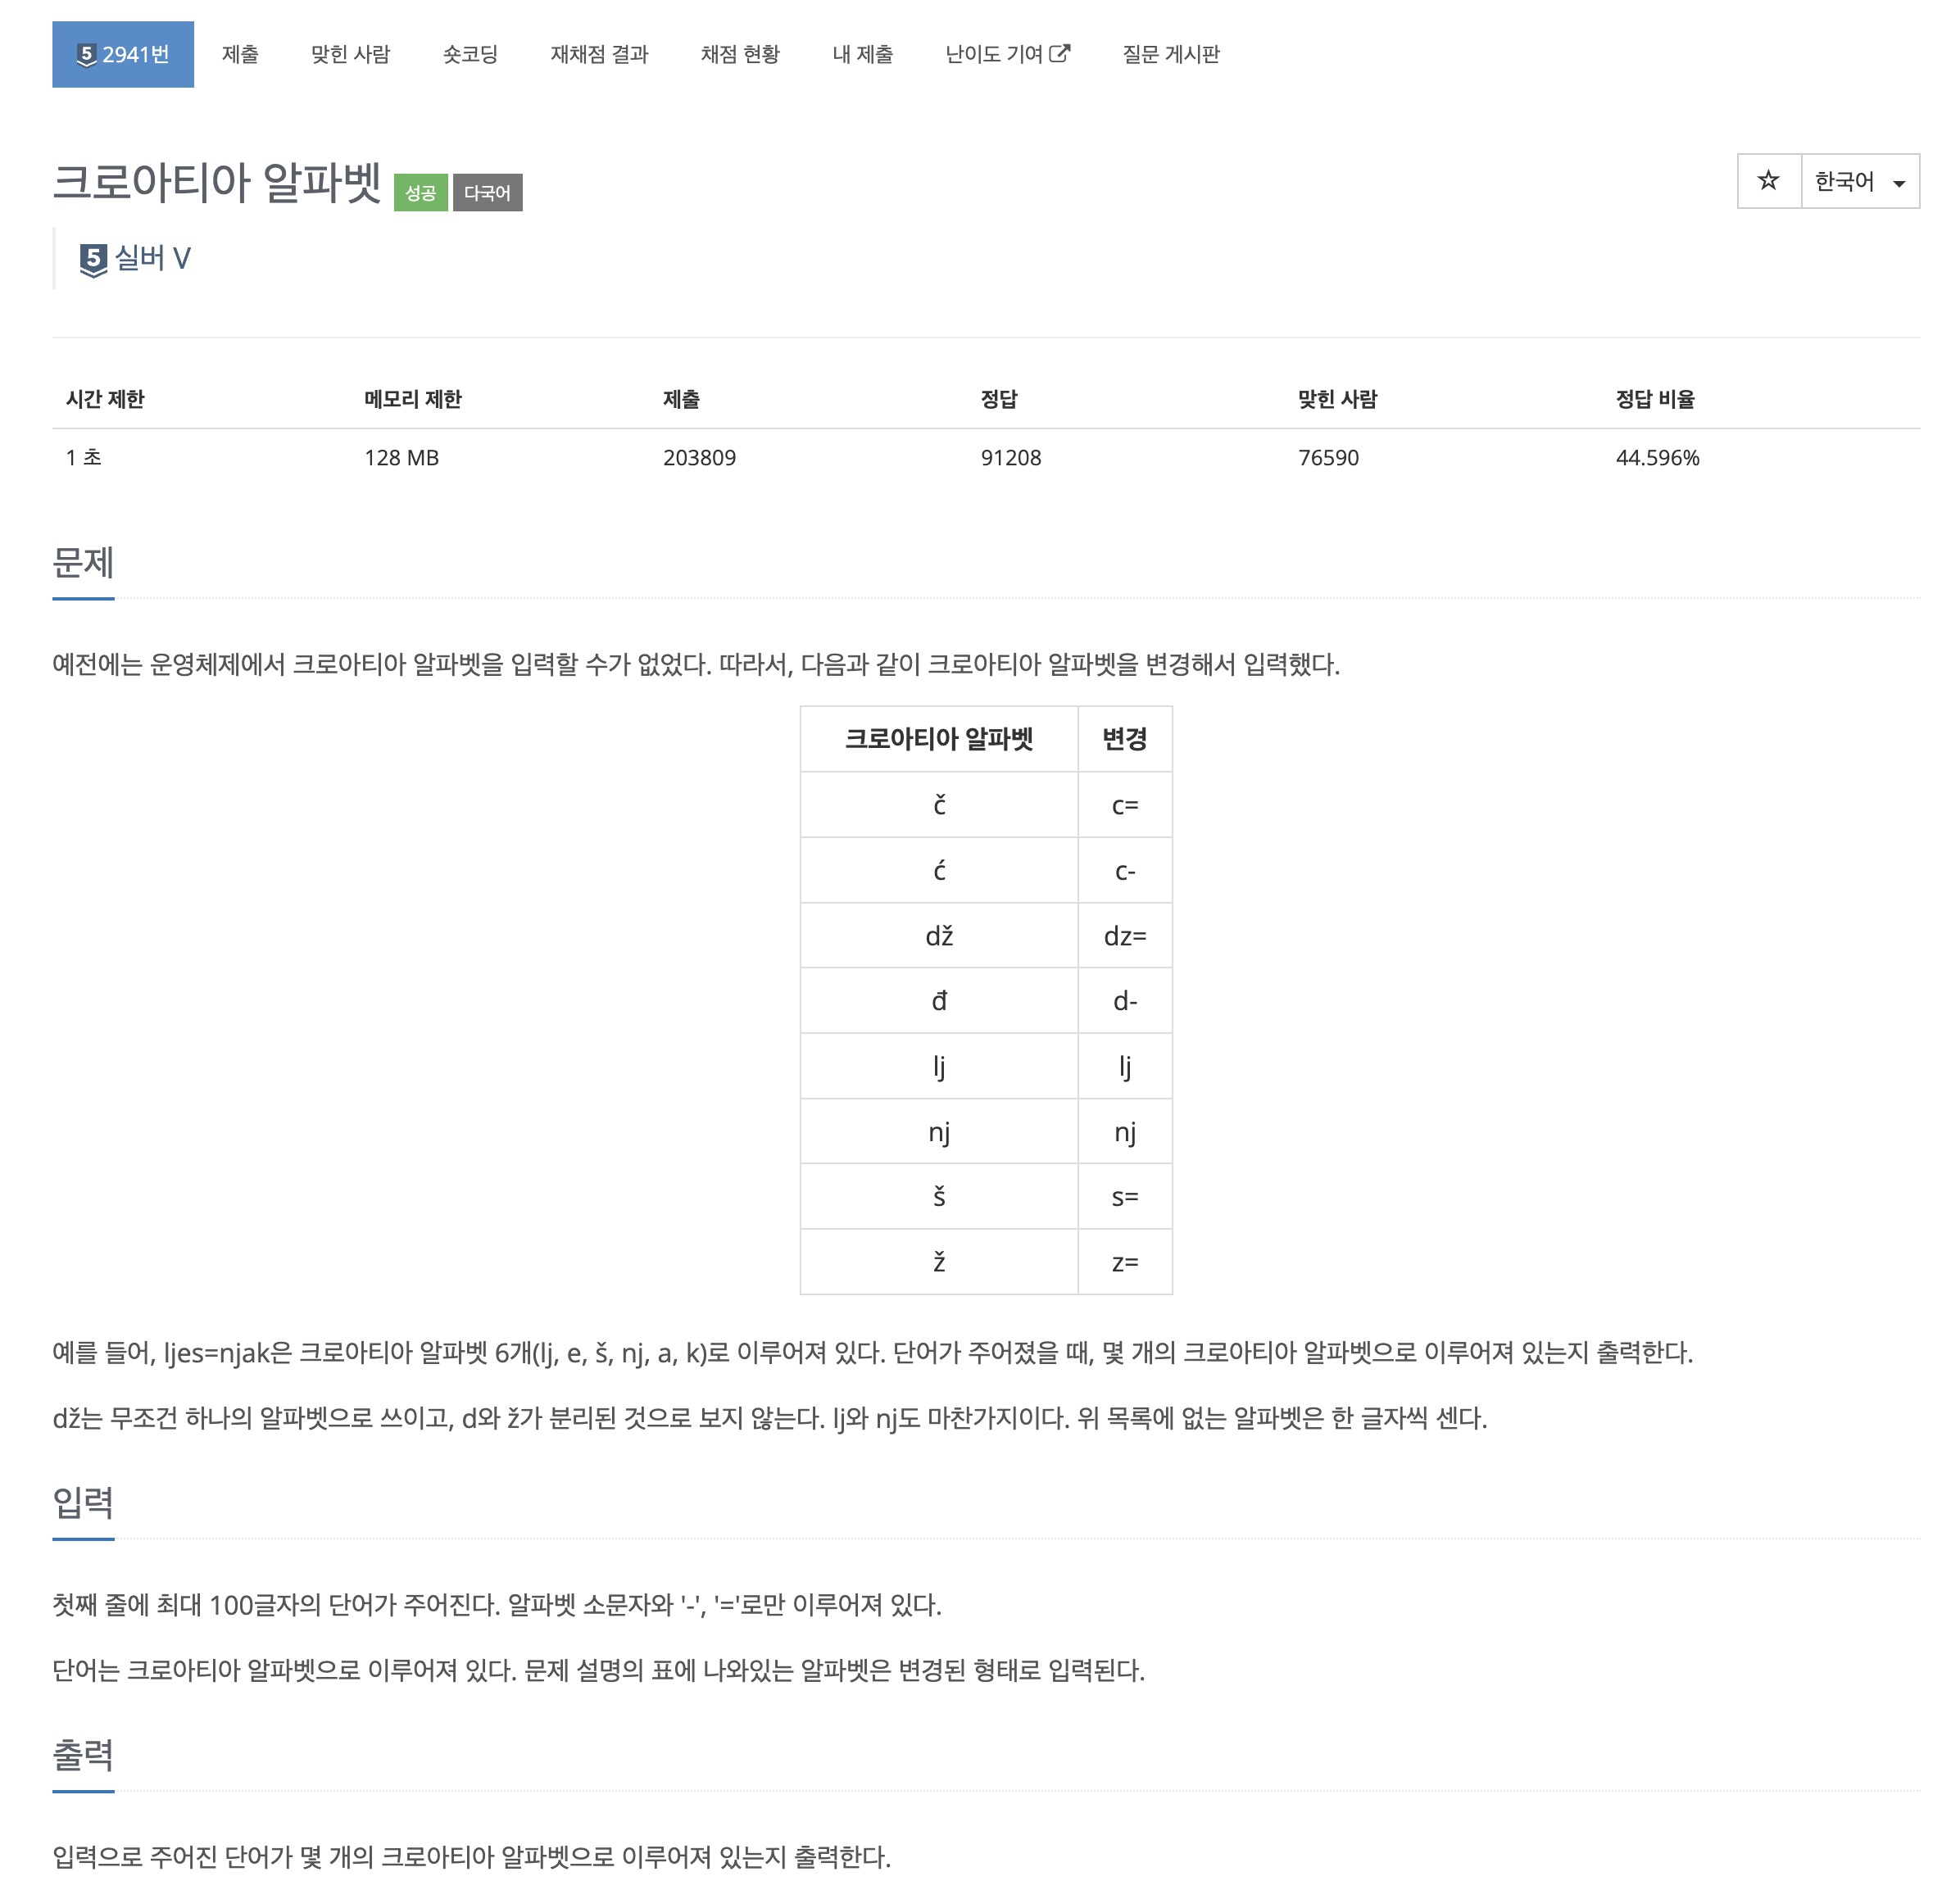 5 2941번 제출 맞힌 사람 숏코딩 재채점 결과 채점 현황 내 제출 난이도 기여 질문 게시판
크로아티아 알파벳 성공 다국어 ☆ 한국어
5 실버 V
시간 제한 메모리 제한 제출 정답 맞힌 사람 정답 비율
1 초 128 MB 203809 91208 76590 44.596%
문제
예전에는 운영체제에서 크로아티아 알파벳을 입력할 수가 없었다. 따라서, 다음과 같이 크로아티아 알파벳을 변경해서 입력했다.
크로아티아 알파벳 변경
č c=
ć c-
dž dz=
đ d-
lj lj
nj nj
š s=
ž z=
예를 들어, ljes=njak은 크로아티아 알파벳 6개(lj, e, š, nj, a, k)로 이루어져 있다. 단어가 주어졌을 때, 몇 개의 크로아티아 알파벳으로 이루어져 있는지 출력한다.
dž는 무조건 하나의 알파벳으로 쓰이고, d와 ž가 분리된 것으로 보지 않는다. lj와 nj도 마찬가지이다. 위 목록에 없는 알파벳은 한 글자씩 센다.
입력
첫째 줄에 최대 100글자의 단어가 주어진다. 알파벳 소문자와 '-', '='로만 이루어져 있다.
단어는 크로아티아 알파벳으로 이루어져 있다. 문제 설명의 표에 나와있는 알파벳은 변경된 형태로 입력된다.
출력
입력으로 주어진 단어가 몇 개의 크로아티아 알파벳으로 이루어져 있는지 출력한다.